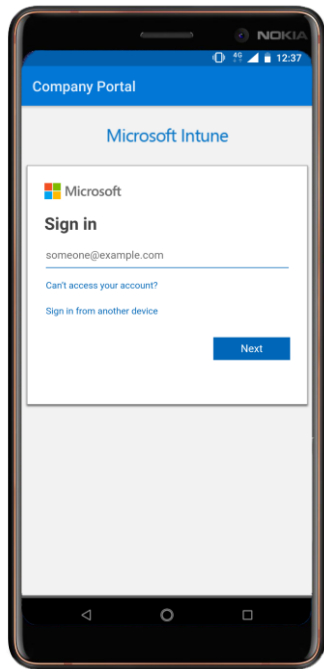 NOKIA
4G 12:37
Company Portal
Microsoft Intune
Microsoft
Sign in
someone@example.com
Can't access your account?
Sign in from another device
Next